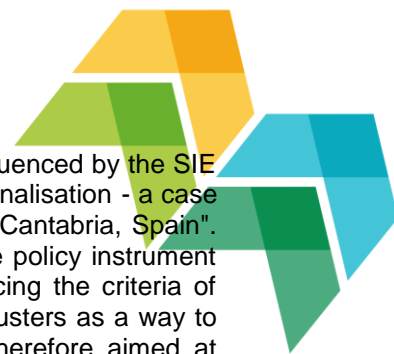 uenced by the SIE
nalisation - a case
Cantabria, Spain".
e policy instrument
cing the criteria of
usters as a way to
herefore aimed at